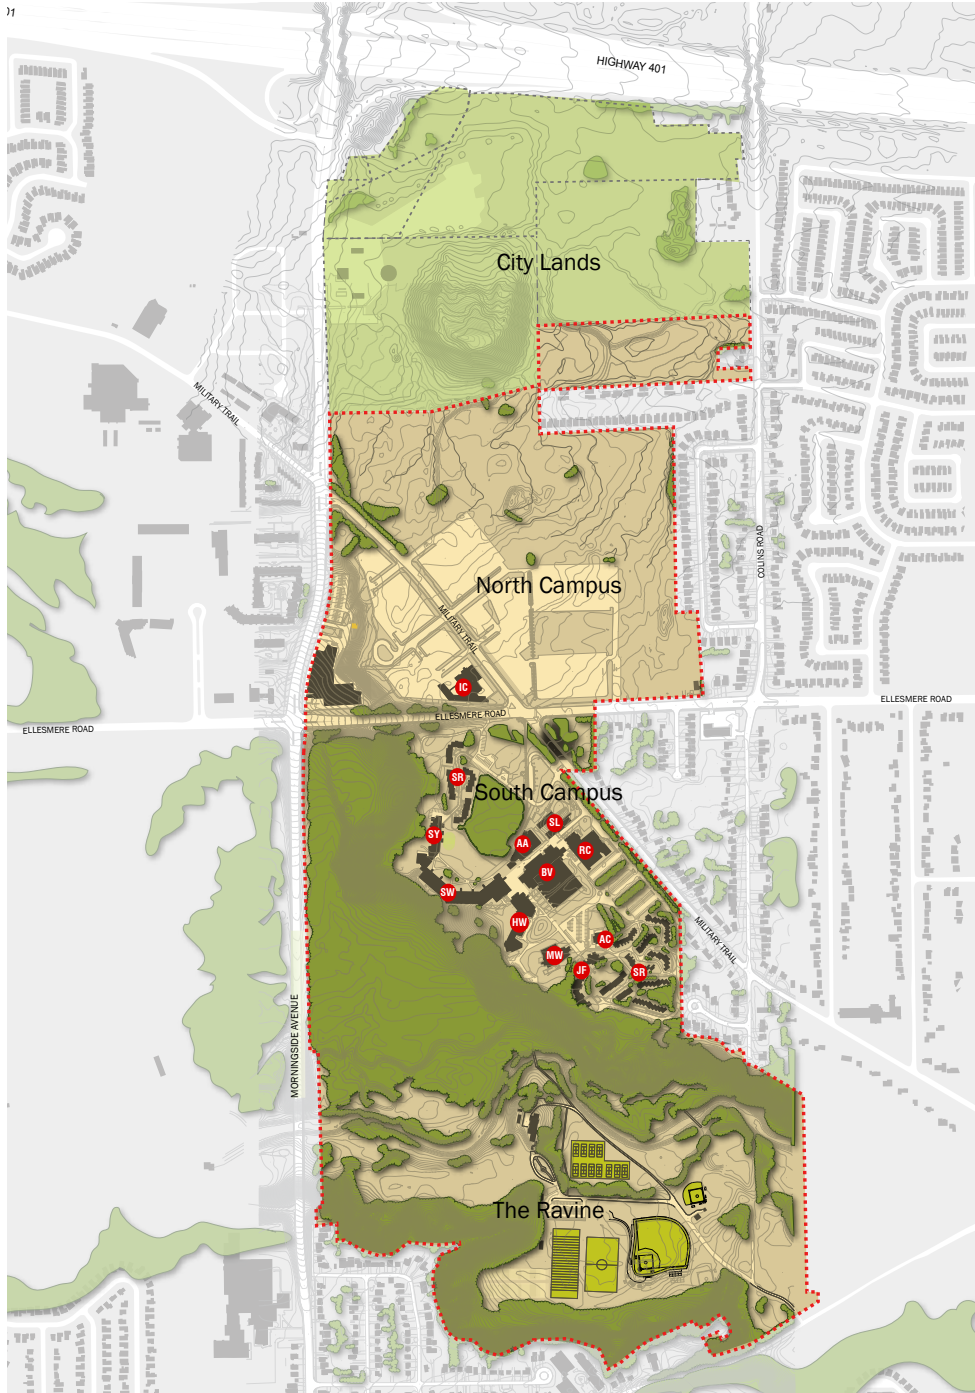 01
HIGHWAY 401
City Lands
MILITARY TRAIL
COLINS ROAD
North Campus
MILITARY TRAIL
IC
ELLESMERE ROAD
ELLESMERE ROAD
ELLESMERE ROAD
SR
South Campus
SL
SY
AA
RC
BV
SW
HW
AC
MILITARY TRAIL
MW
JF
SR
MORNINGSIDE AVENUE
The Ravine